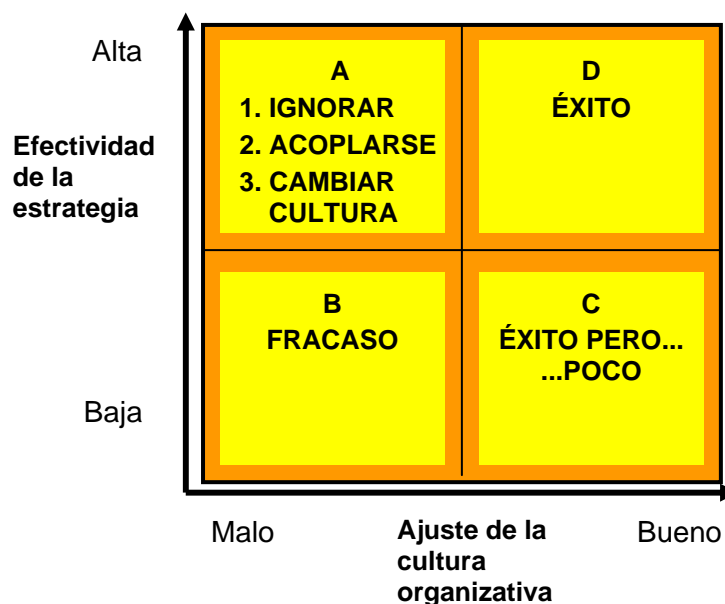 Alta
Efectividad
de la
estrategia
Baja
A
1. IGNORAR
2. ACOPLARSE
3. CAMBIAR
CULTURA
D
ÉXITO
B
FRACASO
C
ÉXITO PERO...
...POCO
Malo
Ajuste de la
cultura
organizativa
Bueno